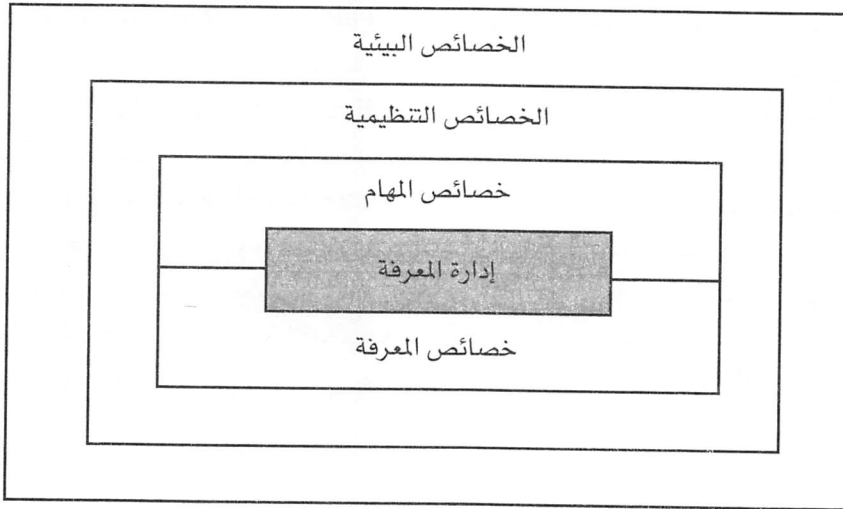 الخصائص البيئية
الخصائص التنظيمية
خصائص المهام
إدارة المعرفة
خصائص المعرفة